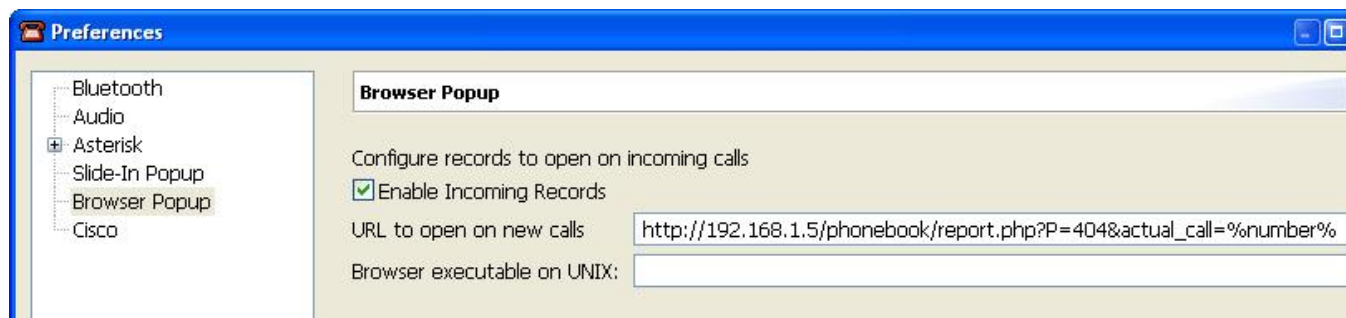 Preferences
Bluetooth
Audio
Asterisk
Slide-In Popup
Browser Popup
Cisco
Browser Popup
Configure records to open on incoming calls
Enable Incoming Records
URL to open on new calls http://192.168.1.5/phonebook/report.php?P=404&actual_call=%number%
Browser executable on UNIX: